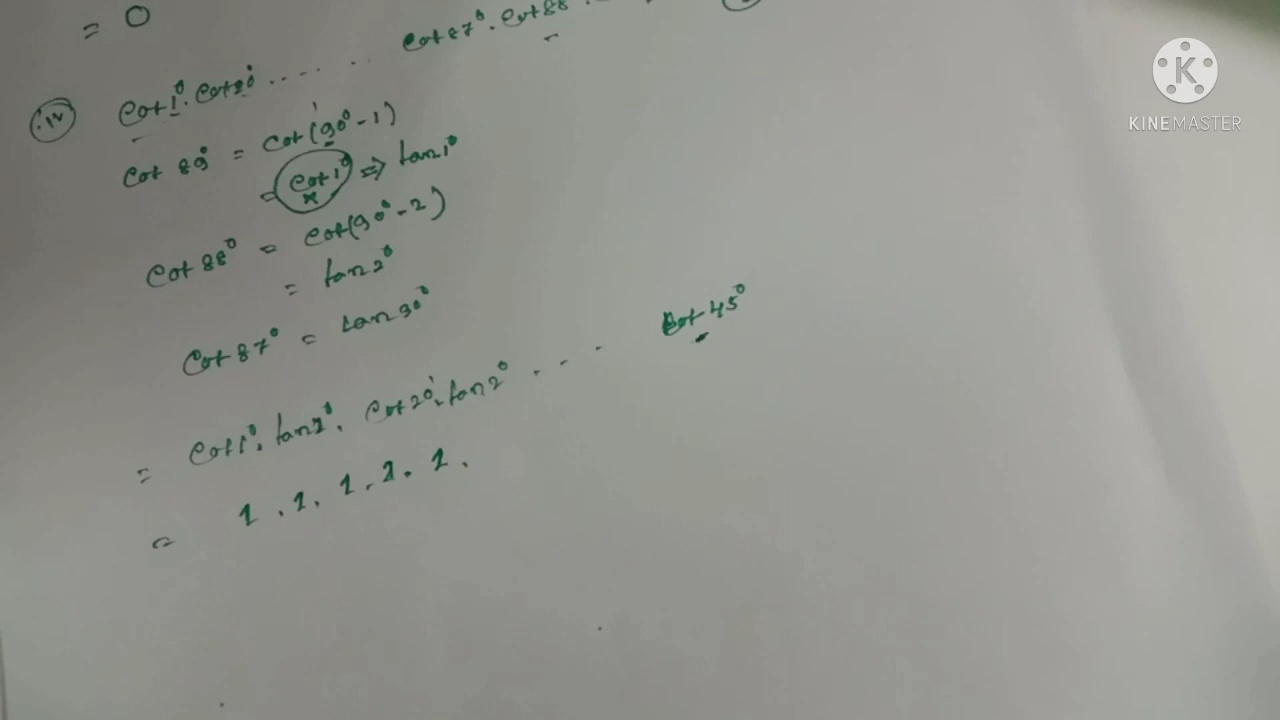 = 0
iv cot 1°. cot 2° ........ cot 87°. cot 88°.
cot 89° = cot (90° - 1)
= cot 1° ⇒ tan 1°
cot 88° = cot (90° - 2)
= tan 2°
cot 87° = tan 30°
= cot 1°. tan 1°. cot 20°. tan 2° . . . cot 45°
= 1 . 1 . 1 . 1 . 1 .
KINEMASTER